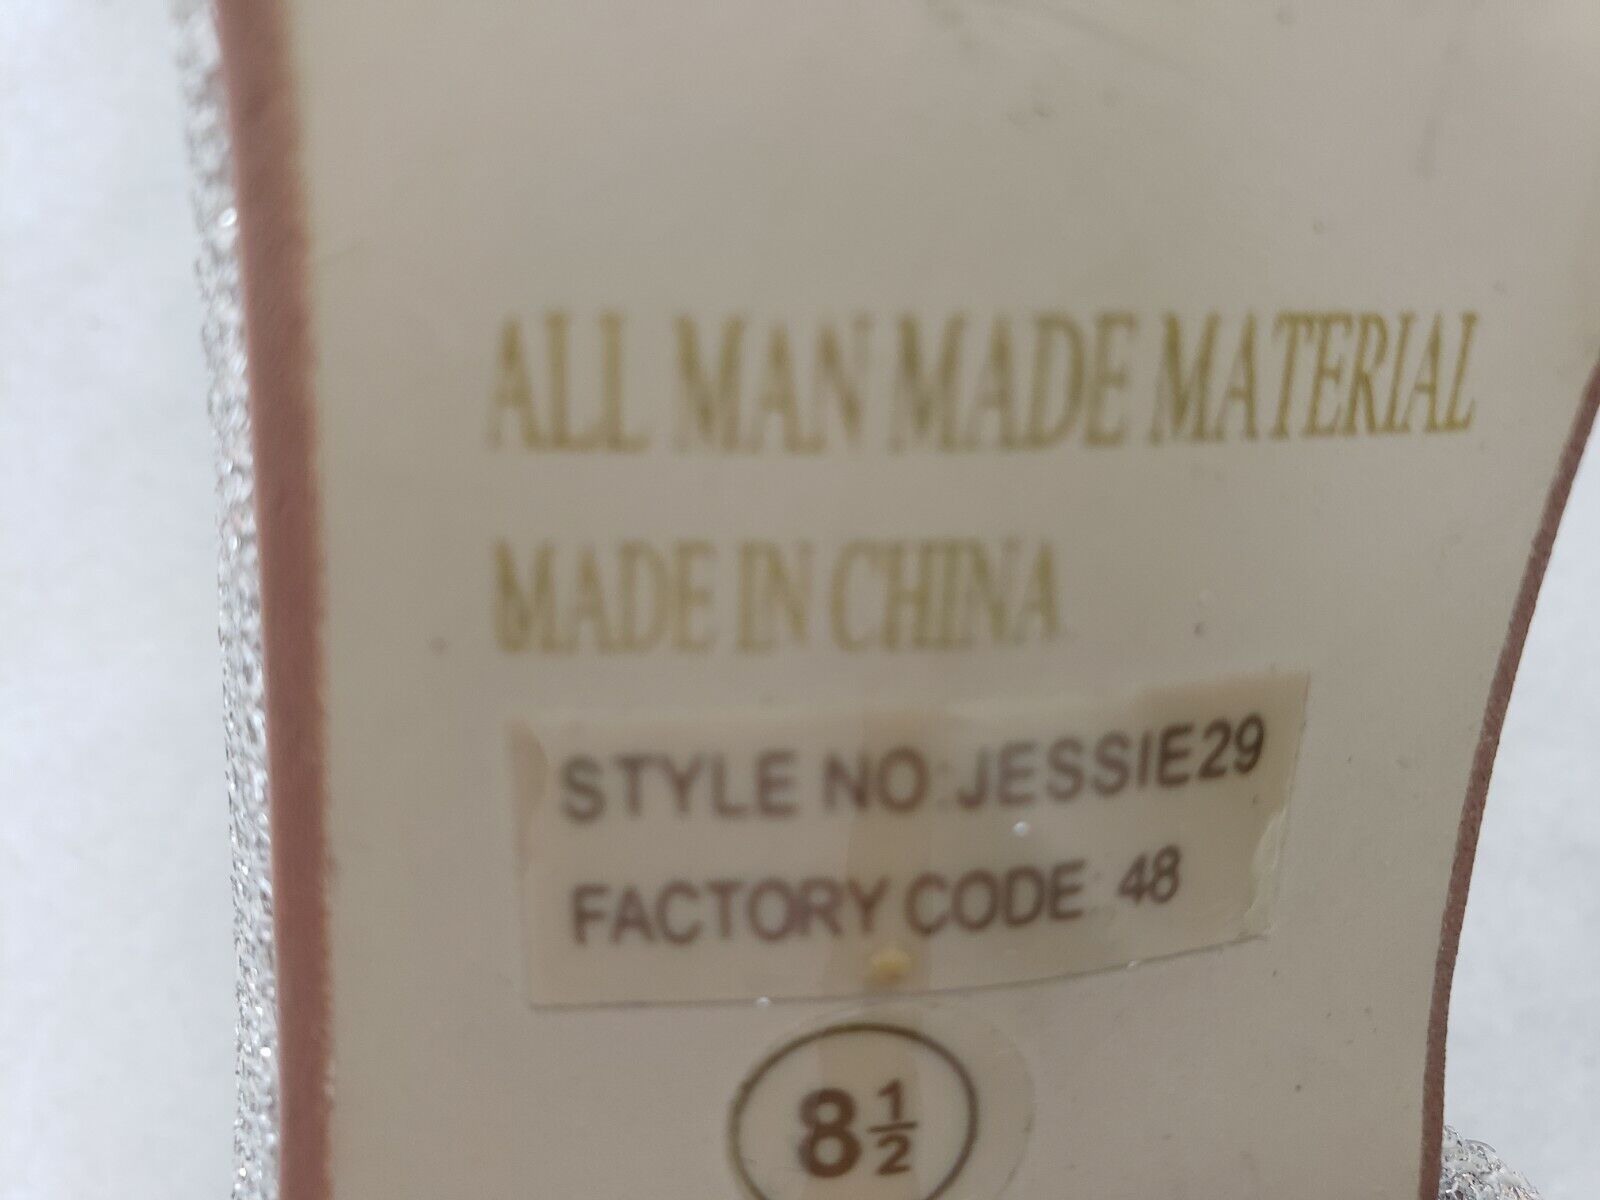 ALL MAN MADE MATERIAL
MADE IN CHINA
STYLE NO:JESSIE29
FACTORY CODE: 48
8½